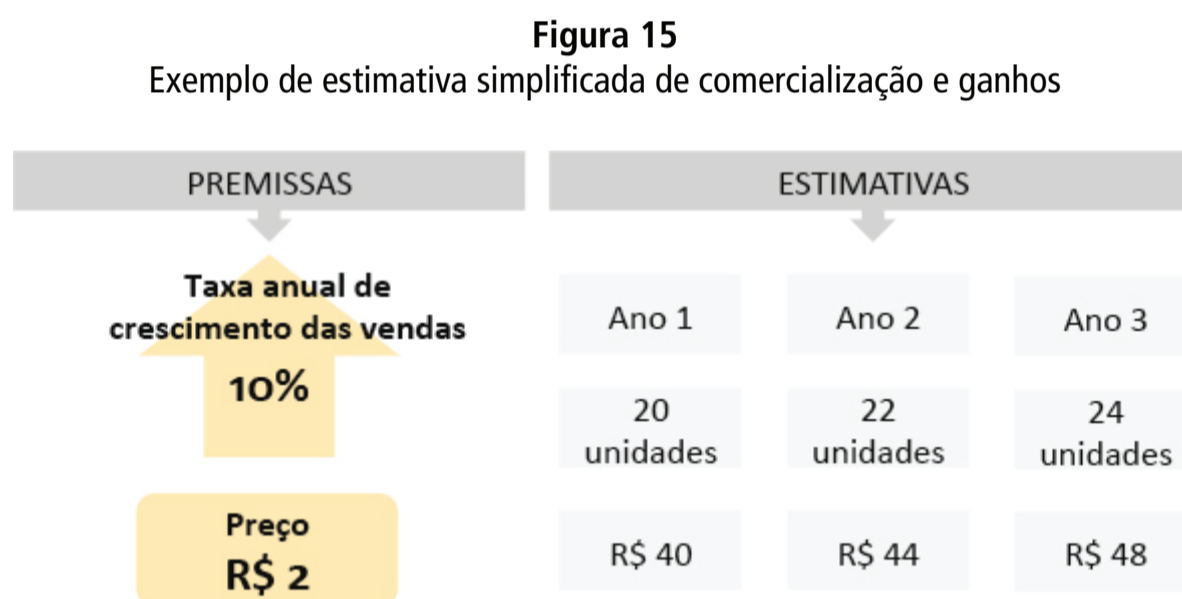 Figura 15
Exemplo de estimativa simplificada de comercialização e ganhos
PREMISSAS
Taxa anual de
crescimento das vendas
10%
Preço
R$ 2
ESTIMATIVAS
Ano 1
Ano 2
Ano 3
20
unidades
22
unidades
24
unidades
R$ 40
R$ 44
R$ 48